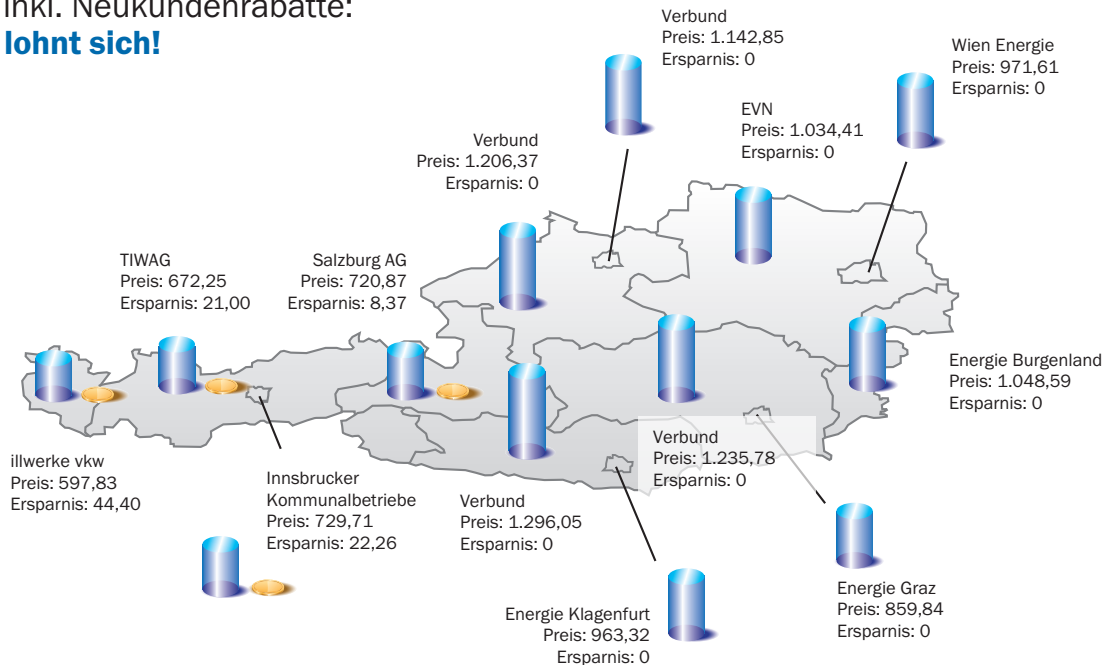 inkl. Neukundenrabatte:
lohnt sich!
Verbund
Preis: 1.142,85
Ersparnis: 0
Wien Energie
Preis: 971,61
Ersparnis: 0
EVN
Preis: 1.034,41
Ersparnis: 0
Verbund
Preis: 1.206,37
Ersparnis: 0
TIWAG
Preis: 672,25
Ersparnis: 21,00
Salzburg AG
Preis: 720,87
Ersparnis: 8,37
Energie Burgenland
Preis: 1.048,59
Ersparnis: 0
illwerke vkw
Preis: 597,83
Ersparnis: 44,40
Innsbrucker
Kommunalbetriebe
Preis: 729,71
Ersparnis: 22,26
Verbund
Preis: 1.296,05
Ersparnis: 0
Verbund
Preis: 1.235,78
Ersparnis: 0
Energie Klagenfurt
Preis: 963,32
Ersparnis: 0
Energie Graz
Preis: 859,84
Ersparnis: 0